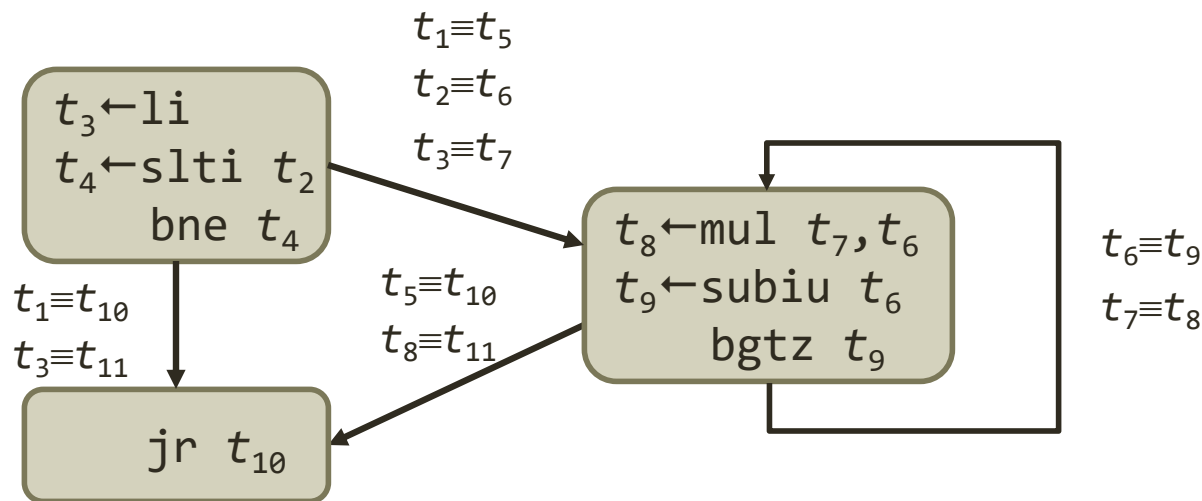 t₁≡t₅
t₂≡t₆
t₃≡t₇
t₃←li
t₄←slti t₂
bne t₄
t₈←mul t₇,t₆
t₉←subiu t₆
bgtz t₉
t₆≡t₉
t₇≡t₈
t₁≡t₁₀
t₃≡t₁₁
t₅≡t₁₀
t₈≡t₁₁
jr t₁₀